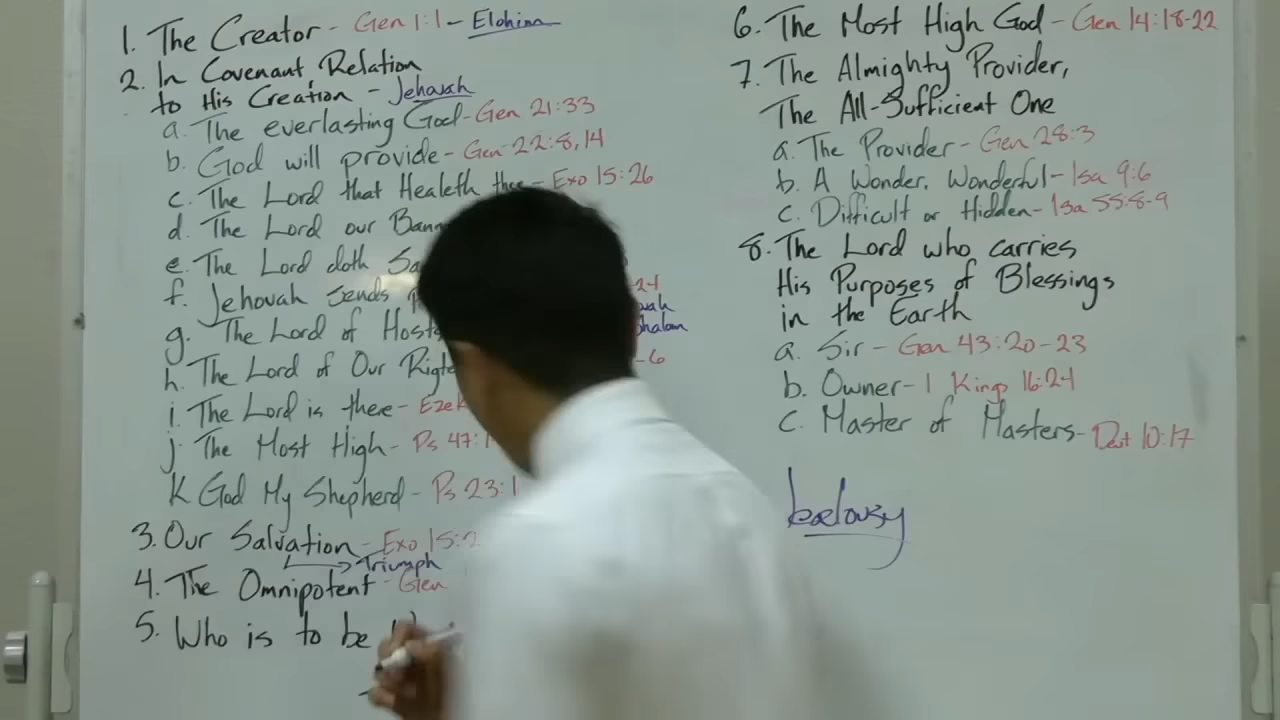 1. The Creator - Gen 1:1 - Elohim
2. In Covenant Relation
to His Creation - Jehovah
a. The everlasting God - Gen 21:33
b. God will provide - Gen 22:8,14
c. The Lord that Healeth thee - Exo 15:26
d. The Lord our
e. The Lord doth
f. Jehovah sends
-24
g. The Lord of Hosts
Shalom
h. The Lord of Our
-6
i. The Lord is there -
j. The Most High - Ps 47:
K God My Shepherd - Ps 23:1
3. Our Salvation - Exo 15:2
Triumph
4. The Omnipotent - Gen
5. Who is to be
6. The Most High God - Gen 14:18-22
7. The Almighty Provider,
The All-Sufficient One
a. The Provider - Gen 28:3
b. A Wonder. Wonderful - Isa 9:6
c. Difficult or Hidden - Isa 55:8-9
8. The Lord who carries
His Purposes of Blessings
in the Earth
a. Sir - Gen 43:20-23
b. Owner - 1 Kings 16:24
C. Master of Masters - Deut 10:17